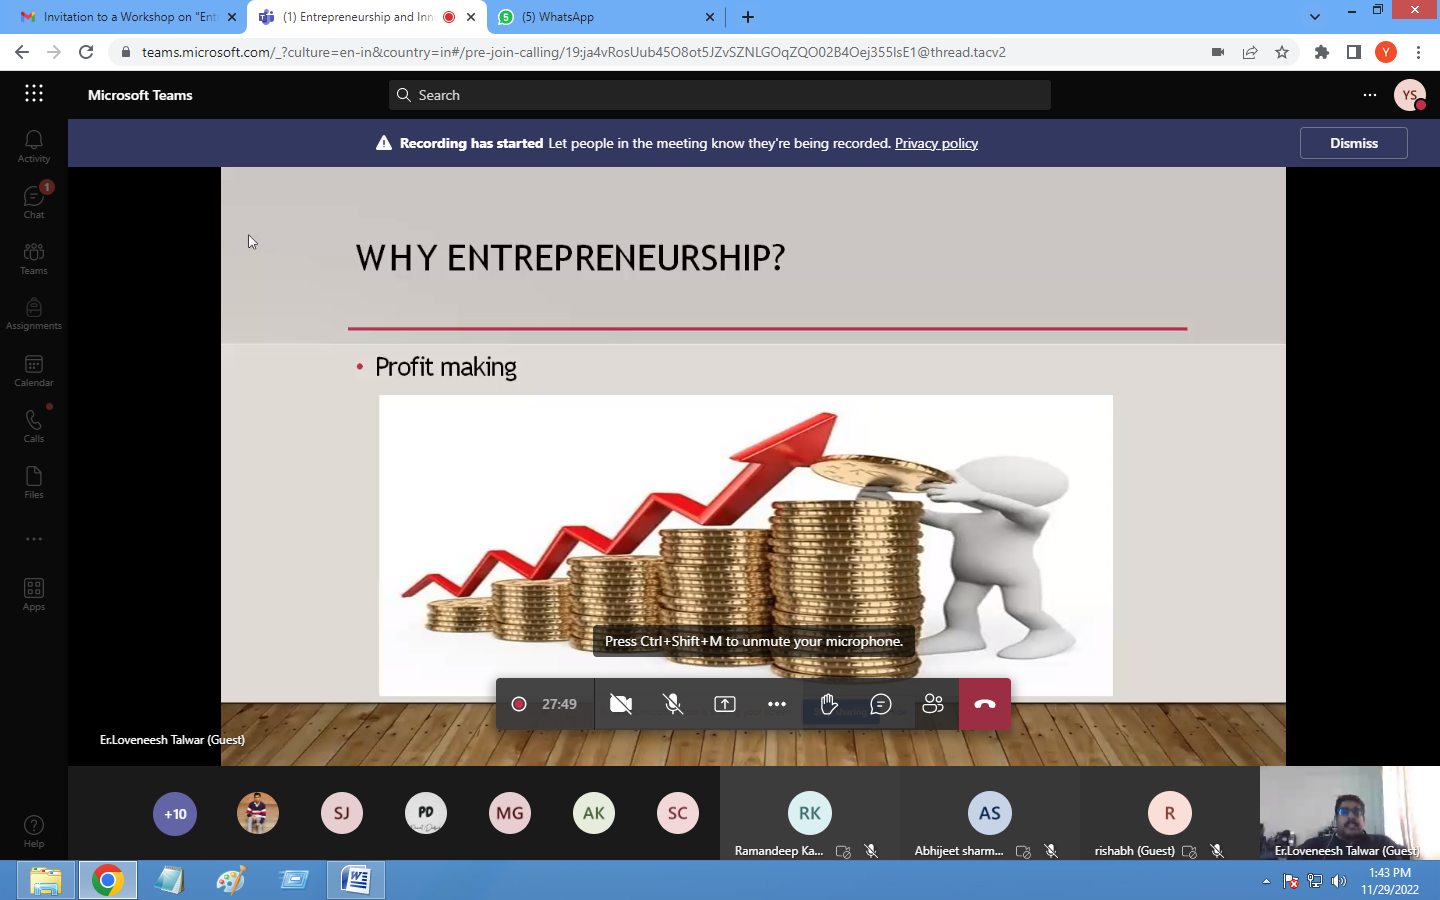 Invitation to a Workshop on "Ent
(1) Entrepreneurship and Inn
(5) WhatsApp
teams.microsoft.com/_?culture=en-in&country=in#/pre-join-calling/19:ja4vRosUub45O8ot5JZvSZNLGOqZQO02B4Oej355IsE1@thread.tacv2
Y
Microsoft Teams
Search
YS
Recording has started Let people in the meeting know they're being recorded. Privacy policy
Dismiss
Activity
1
Chat
Teams
Assignments
Calendar
Calls
Files
Apps
Help
WHY ENTREPRENEURSHIP?
• Profit making
Press Ctrl+Shift+M to unmute your microphone.
27:49
Er.Loveneesh Talwar (Guest)
+10
SJ
PD
MG
AK
SC
RK
AS
R
Ramandeep Ka...
Abhijeet sharm...
rishabh (Guest)
Er.Loveneesh Talwar (Guest)
1:43 PM
11/29/2022